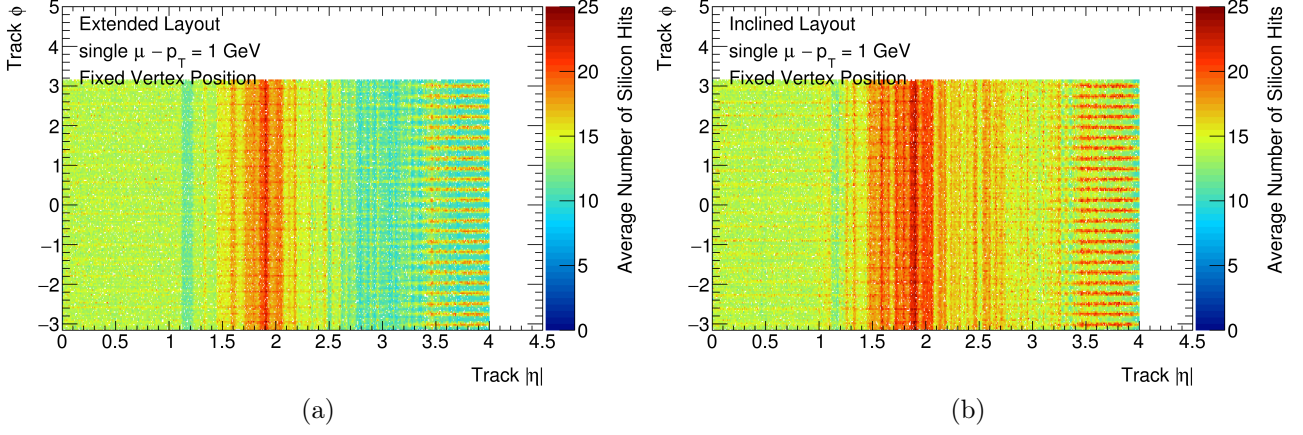 Track ϕ
Extended Layout
single μ − pT = 1 GeV
Fixed Vertex Position
5
4
3
2
1
0
−1
−2
−3
0 0.5 1 1.5 2 2.5 3 3.5 4 4.5
Track |η|
25
20
15
10
5
0
Average Number of Silicon Hits
(a)
Track ϕ
Inclined Layout
single μ − pT = 1 GeV
Fixed Vertex Position
5
4
3
2
1
0
−1
−2
−3
0 0.5 1 1.5 2 2.5 3 3.5 4 4.5
Track |η|
25
20
15
10
5
0
Average Number of Silicon Hits
(b)